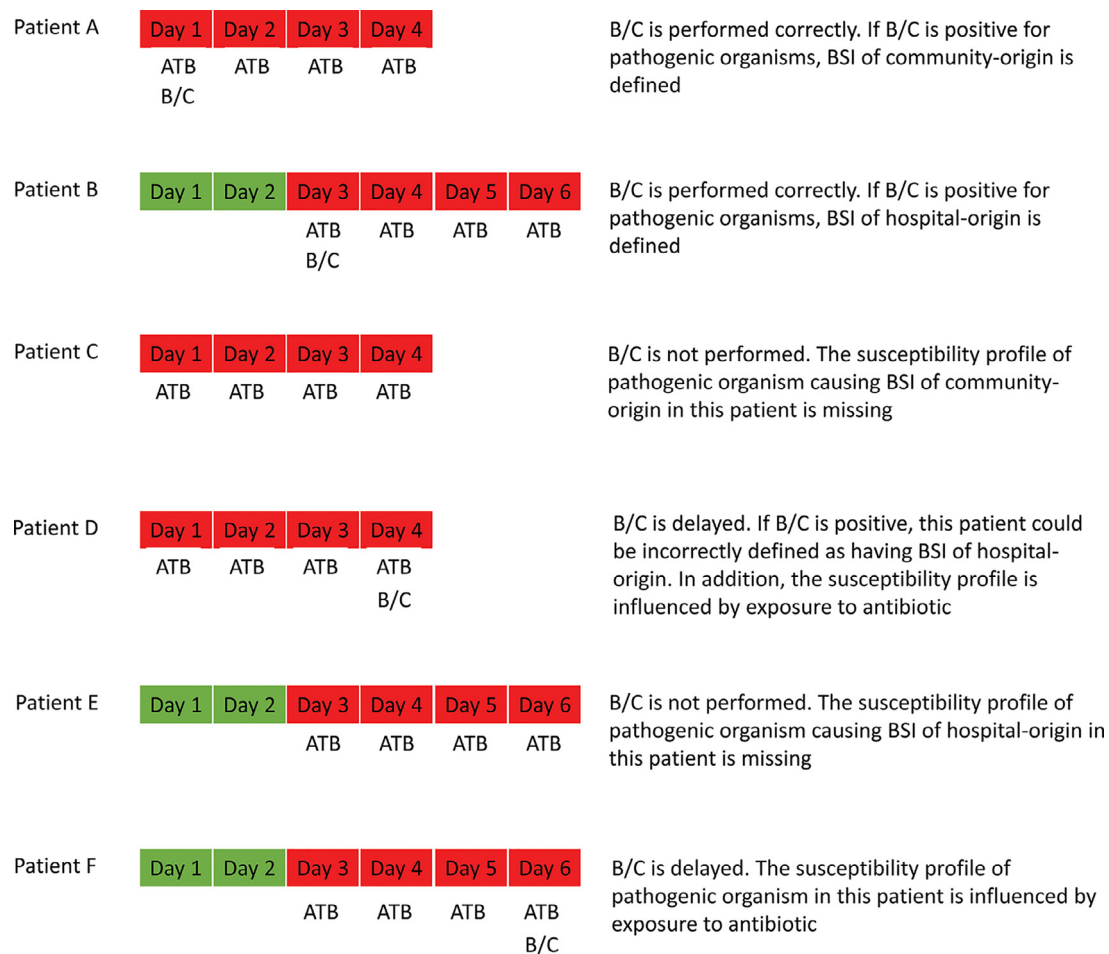 Patient A
Day 1 Day 2 Day 3 Day 4
ATB ATB ATB ATB
B/C
B/C is performed correctly. If B/C is positive for
pathogenic organisms, BSI of community-origin is
defined
Patient B
Day 1 Day 2 Day 3 Day 4 Day 5 Day 6
ATB ATB ATB ATB
B/C
B/C is performed correctly. If B/C is positive for
pathogenic organisms, BSI of hospital-origin is
defined
Patient C
Day 1 Day 2 Day 3 Day 4
ATB ATB ATB ATB
B/C is not performed. The susceptibility profile of
pathogenic organism causing BSI of community-
origin in this patient is missing
Patient D
Day 1 Day 2 Day 3 Day 4
ATB ATB ATB ATB
B/C
B/C is delayed. If B/C is positive, this patient could
be incorrectly defined as having BSI of hospital-
origin. In addition, the susceptibility profile is
influenced by exposure to antibiotic
Patient E
Day 1 Day 2 Day 3 Day 4 Day 5 Day 6
ATB ATB ATB ATB
B/C is not performed. The susceptibility profile of
pathogenic organism causing BSI of hospital-origin in
this patient is missing
Patient F
Day 1 Day 2 Day 3 Day 4 Day 5 Day 6
ATB ATB ATB ATB
B/C
B/C is delayed. The susceptibility profile of
pathogenic organism in this patient is influenced by
exposure to antibiotic